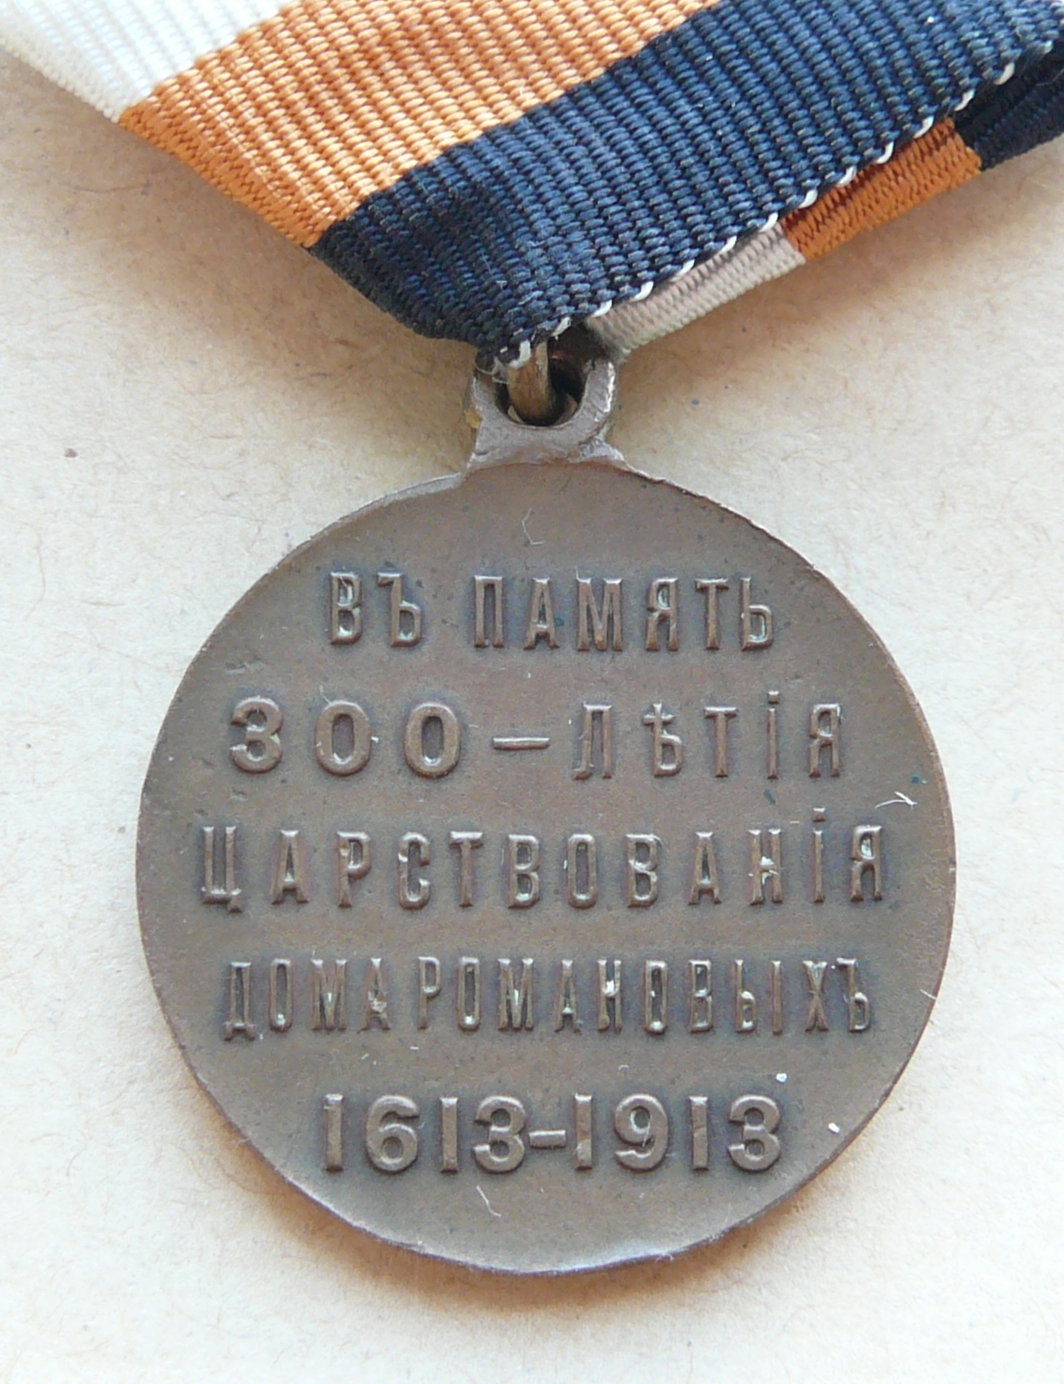 ВЪ ПАМЯТЬ
300 — ЛѢТІЯ
ЦАРСТВОВАНІЯ
ДОМА РОМАНОВЫХЪ
1613-1913